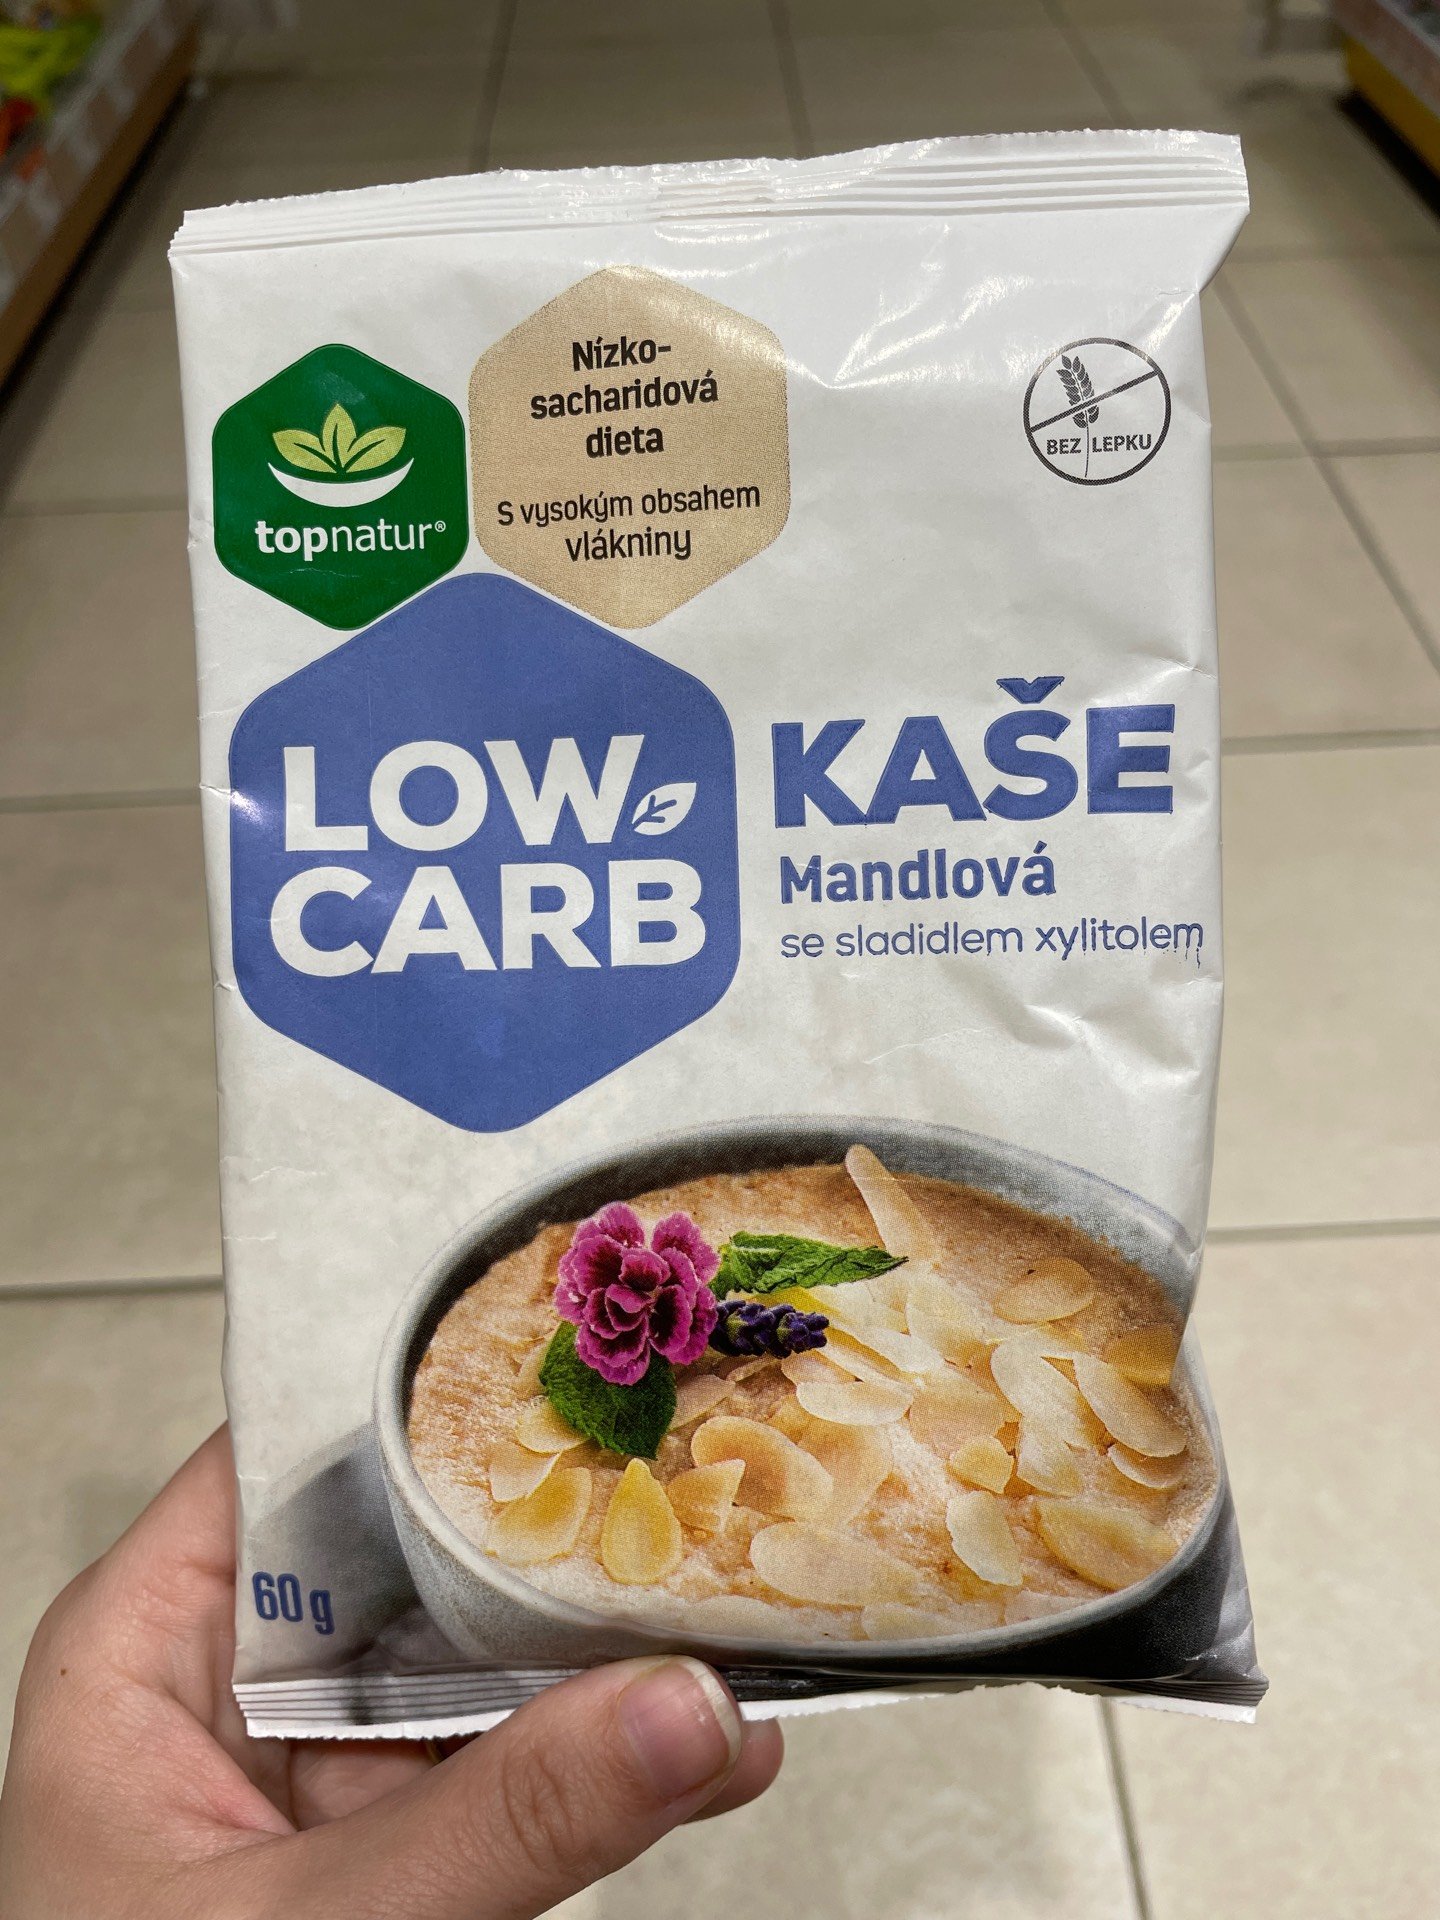 Nízko-
sacharidová
dieta
S vysokým obsahem
vlákniny
topnatur®
BEZ LEPKU
LOW
CARB
KAŠE
Mandlová
se sladidlem xylitolem
60 g